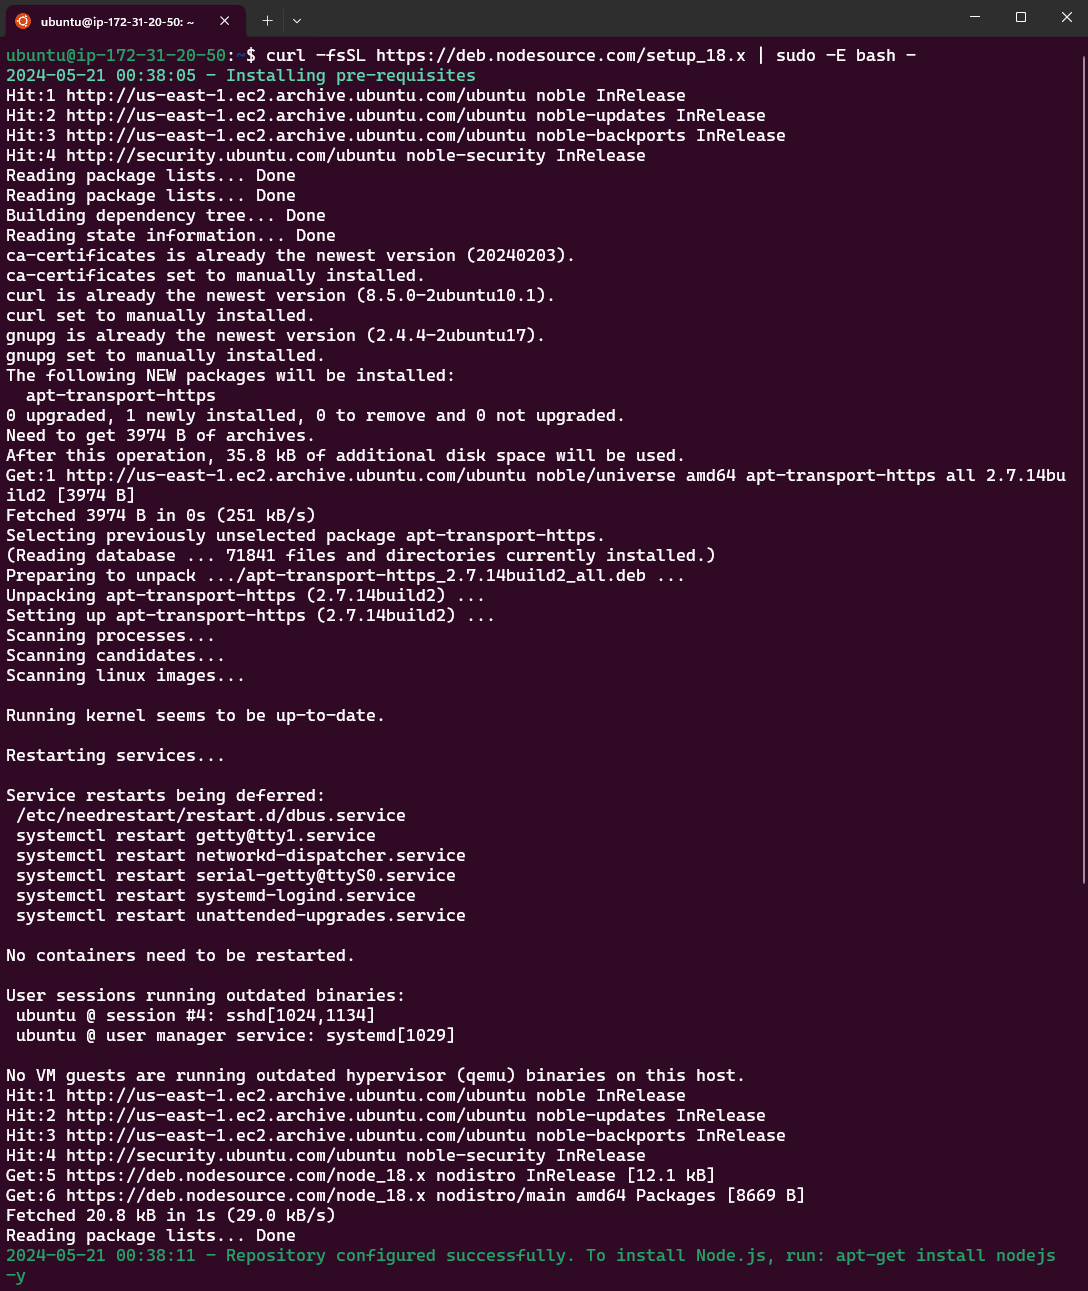 ubuntu@ip-172-31-20-50: ~
ubuntu@ip-172-31-20-50:~$ curl -fsSL https://deb.nodesource.com/setup_18.x | sudo -E bash -
2024-05-21 00:38:05 - Installing pre-requisites
Hit:1 http://us-east-1.ec2.archive.ubuntu.com/ubuntu noble InRelease
Hit:2 http://us-east-1.ec2.archive.ubuntu.com/ubuntu noble-updates InRelease
Hit:3 http://us-east-1.ec2.archive.ubuntu.com/ubuntu noble-backports InRelease
Hit:4 http://security.ubuntu.com/ubuntu noble-security InRelease
Reading package lists... Done
Reading package lists... Done
Building dependency tree... Done
Reading state information... Done
ca-certificates is already the newest version (20240203).
ca-certificates set to manually installed.
curl is already the newest version (8.5.0-2ubuntu10.1).
curl set to manually installed.
gnupg is already the newest version (2.4.4-2ubuntu17).
gnupg set to manually installed.
The following NEW packages will be installed:
  apt-transport-https
0 upgraded, 1 newly installed, 0 to remove and 0 not upgraded.
Need to get 3974 B of archives.
After this operation, 35.8 kB of additional disk space will be used.
Get:1 http://us-east-1.ec2.archive.ubuntu.com/ubuntu noble/universe amd64 apt-transport-https all 2.7.14bu
ild2 [3974 B]
Fetched 3974 B in 0s (251 kB/s)
Selecting previously unselected package apt-transport-https.
(Reading database ... 71841 files and directories currently installed.)
Preparing to unpack .../apt-transport-https_2.7.14build2_all.deb ...
Unpacking apt-transport-https (2.7.14build2) ...
Setting up apt-transport-https (2.7.14build2) ...
Scanning processes...
Scanning candidates...
Scanning linux images...

Running kernel seems to be up-to-date.

Restarting services...

Service restarts being deferred:
 /etc/needrestart/restart.d/dbus.service
 systemctl restart getty@tty1.service
 systemctl restart networkd-dispatcher.service
 systemctl restart serial-getty@ttyS0.service
 systemctl restart systemd-logind.service
 systemctl restart unattended-upgrades.service

No containers need to be restarted.

User sessions running outdated binaries:
 ubuntu @ session #4: sshd[1024,1134]
 ubuntu @ user manager service: systemd[1029]

No VM guests are running outdated hypervisor (qemu) binaries on this host.
Hit:1 http://us-east-1.ec2.archive.ubuntu.com/ubuntu noble InRelease
Hit:2 http://us-east-1.ec2.archive.ubuntu.com/ubuntu noble-updates InRelease
Hit:3 http://us-east-1.ec2.archive.ubuntu.com/ubuntu noble-backports InRelease
Hit:4 http://security.ubuntu.com/ubuntu noble-security InRelease
Get:5 https://deb.nodesource.com/node_18.x nodistro InRelease [12.1 kB]
Get:6 https://deb.nodesource.com/node_18.x nodistro/main amd64 Packages [8669 B]
Fetched 20.8 kB in 1s (29.0 kB/s)
Reading package lists... Done
2024-05-21 00:38:11 - Repository configured successfully. To install Node.js, run: apt-get install nodejs
-y